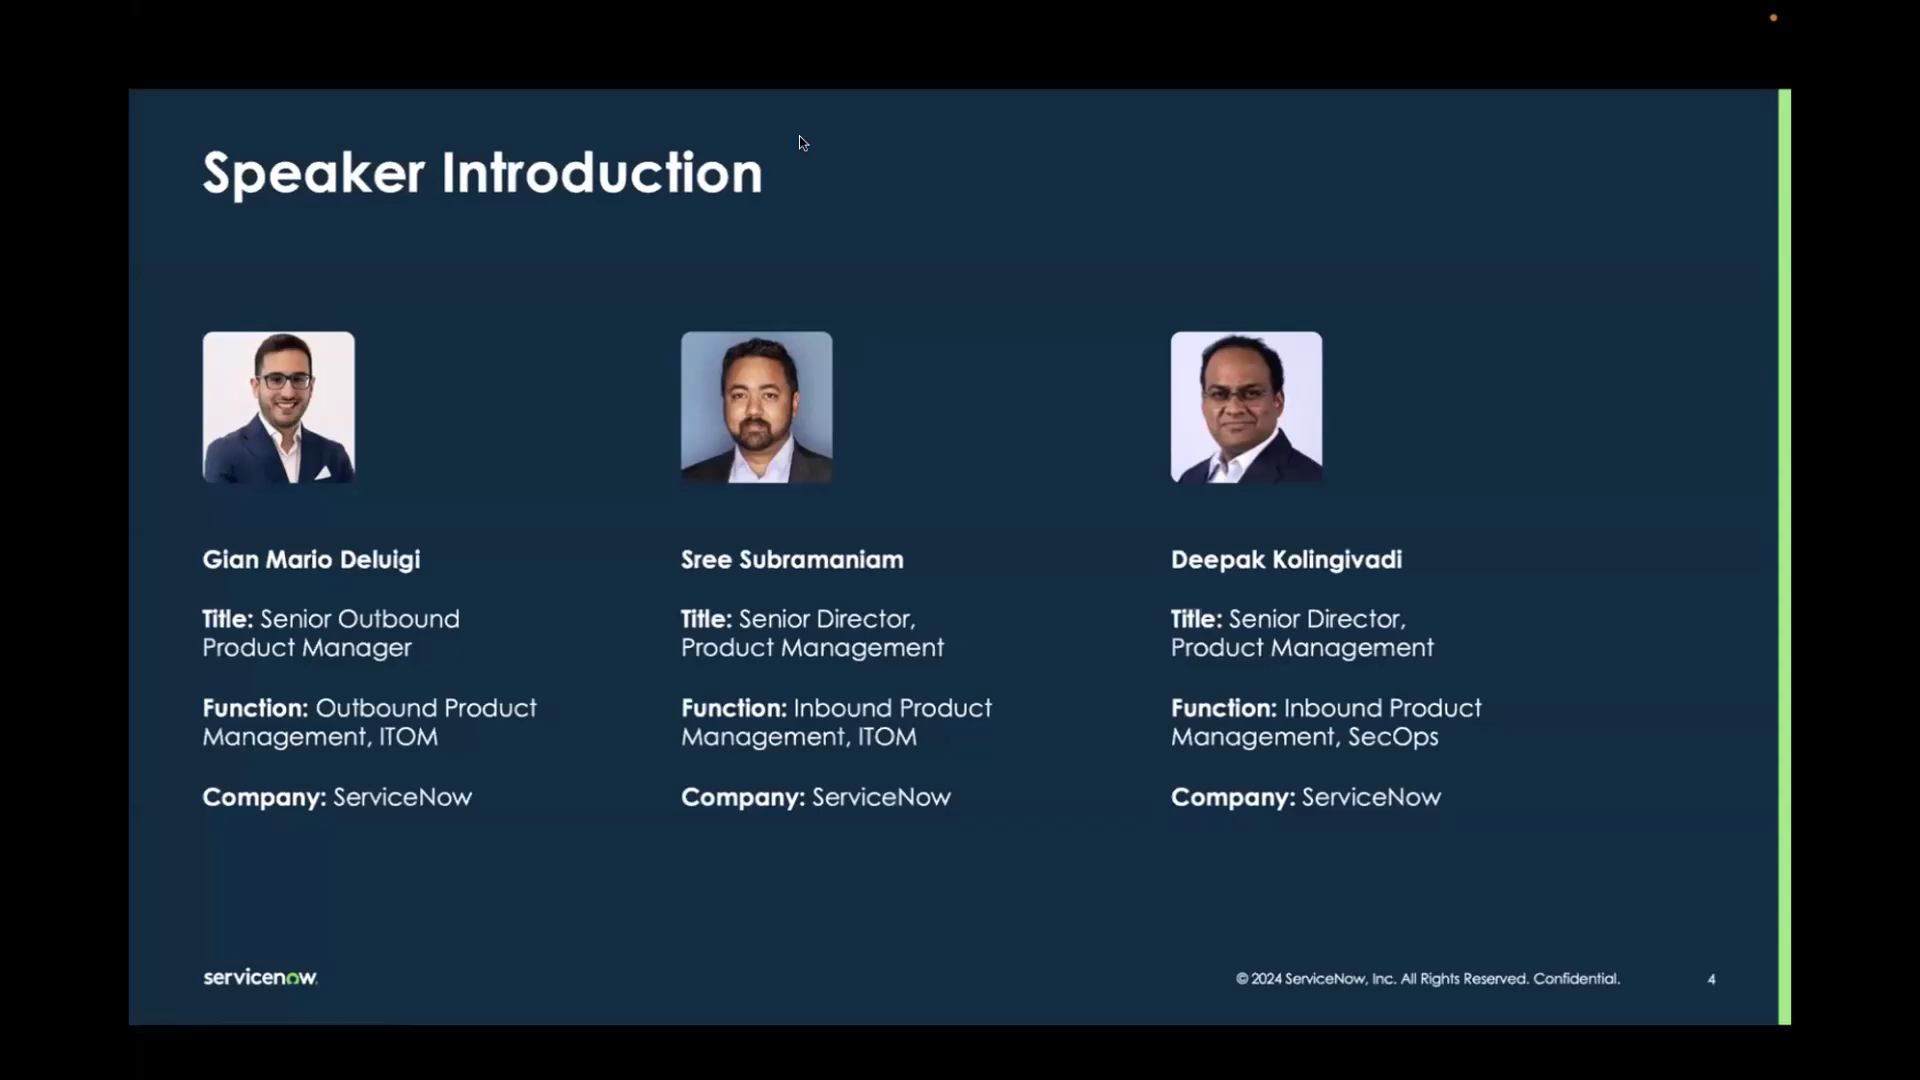 Speaker Introduction
Gian Mario Deluigi
Title: Senior Outbound
Product Manager
Function: Outbound Product
Management, ITOM
Company: ServiceNow
Sree Subramaniam
Title: Senior Director,
Product Management
Function: Inbound Product
Management, ITOM
Company: ServiceNow
Deepak Kolingivadi
Title: Senior Director,
Product Management
Function: Inbound Product
Management, SecOps
Company: ServiceNow
servicenow.
© 2024 ServiceNow, Inc. All Rights Reserved. Confidential.
4